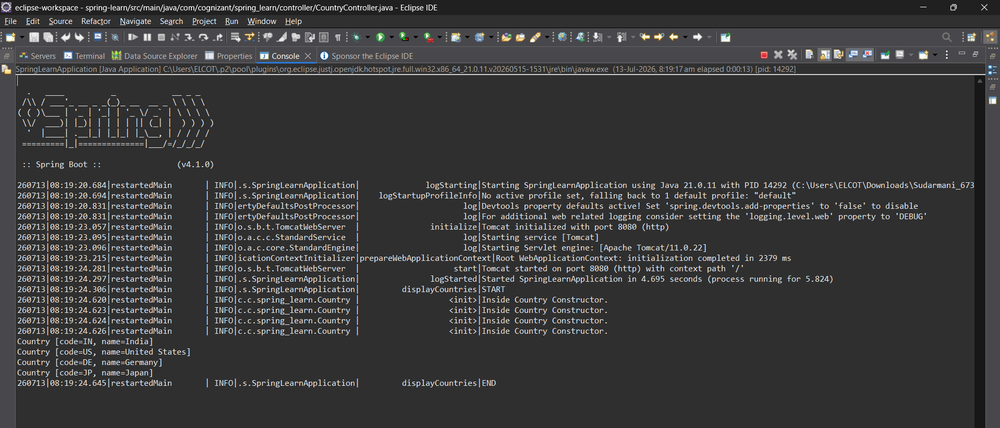 eclipse-workspace - spring-learn/src/main/java/com/cognizant/spring_learn/controller/CountryController.java - Eclipse IDE
File Edit Source Refactor Navigate Search Project Run Window Help
Servers Terminal Data Source Explorer Properties Console Sponsor the Eclipse IDE
SpringLearnApplication [Java Application] C:\Users\ELCOT\.p2\pool\plugins\org.eclipse.justj.openjdk.hotspot.jre.full.win32.x86_64_21.0.11.v20260515-1531\jre\bin\javaw.exe (13-Jul-2026, 8:19:17 am elapsed 0:00:13) [pid: 14292]
Spring
:: Spring Boot :: (v4.1.0)
260713|08:19:20.684|restartedMain | INFO|.s.SpringLearnApplication| logStarting|Starting SpringLearnApplication using Java 21.0.11 with PID 14292 (C:\Users\ELCOT\Downloads\Sudarmani_673
260713|08:19:20.694|restartedMain | INFO|.s.SpringLearnApplication| logStartupProfileInfo|No active profile set, falling back to 1 default profile: "default"
260713|08:19:20.831|restartedMain | INFO|ertyDefaultsPostProcessor| log|Devtools property defaults active! Set 'spring.devtools.add-properties' to 'false' to disable
260713|08:19:20.831|restartedMain | INFO|ertyDefaultsPostProcessor| log|For additional web related logging consider setting the 'logging.level.web' property to 'DEBUG'
260713|08:19:23.057|restartedMain | INFO|o.s.b.t.TomcatWebServer | initialize|Tomcat initialized with port 8080 (http)
260713|08:19:23.095|restartedMain | INFO|o.a.c.c.StandardService | log|Starting service [Tomcat]
260713|08:19:23.096|restartedMain | INFO|o.a.c.core.StandardEngine| log|Starting Servlet engine: [Apache Tomcat/11.0.22]
260713|08:19:23.215|restartedMain | INFO|icationContextInitializer|prepareWebApplicationContext|Root WebApplicationContext: initialization completed in 2379 ms
260713|08:19:24.281|restartedMain | INFO|o.s.b.t.TomcatWebServer | start|Tomcat started on port 8080 (http) with context path '/'
260713|08:19:24.297|restartedMain | INFO|.s.SpringLearnApplication| logStarted|Started SpringLearnApplication in 4.695 seconds (process running for 5.824)
260713|08:19:24.306|restartedMain | INFO|.s.SpringLearnApplication| displayCountries|START
260713|08:19:24.620|restartedMain | INFO|c.c.spring_learn.Country | <init>|Inside Country Constructor.
260713|08:19:24.623|restartedMain | INFO|c.c.spring_learn.Country | <init>|Inside Country Constructor.
260713|08:19:24.624|restartedMain | INFO|c.c.spring_learn.Country | <init>|Inside Country Constructor.
260713|08:19:24.626|restartedMain | INFO|c.c.spring_learn.Country | <init>|Inside Country Constructor.
Country [code=IN, name=India]
Country [code=US, name=United States]
Country [code=DE, name=Germany]
Country [code=JP, name=Japan]
260713|08:19:24.645|restartedMain | INFO|.s.SpringLearnApplication| displayCountries|END